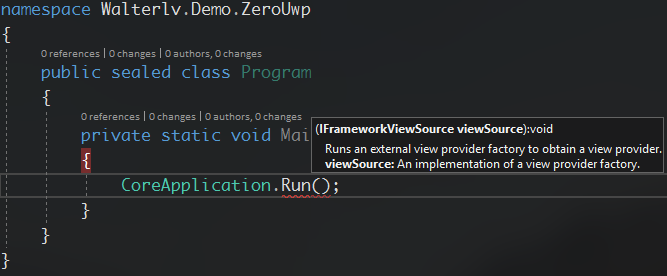 namespace Walterlv.Demo.ZeroUwp
{
0 references | 0 changes | 0 authors, 0 changes
public sealed class Program
{
0 references | 0 changes | 0 authors, 0 changes
private static void Mai
(IFrameworkViewSource viewSource):void
Runs an external view provider factory to obtain a view provider.
viewSource: An implementation of a view provider factory.
{
CoreApplication.Run();
}
}
}